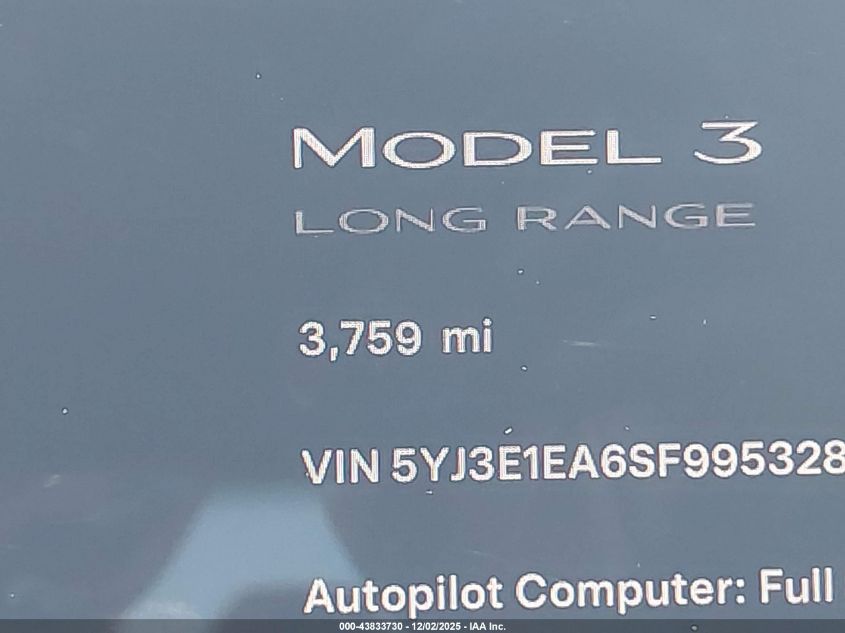 MODEL 3
LONG RANGE
3,759 mi
VIN 5YJ3E1EA6SF995328
Autopilot Computer: Full
000-43833730 - 12/02/2025 - IAA Inc.